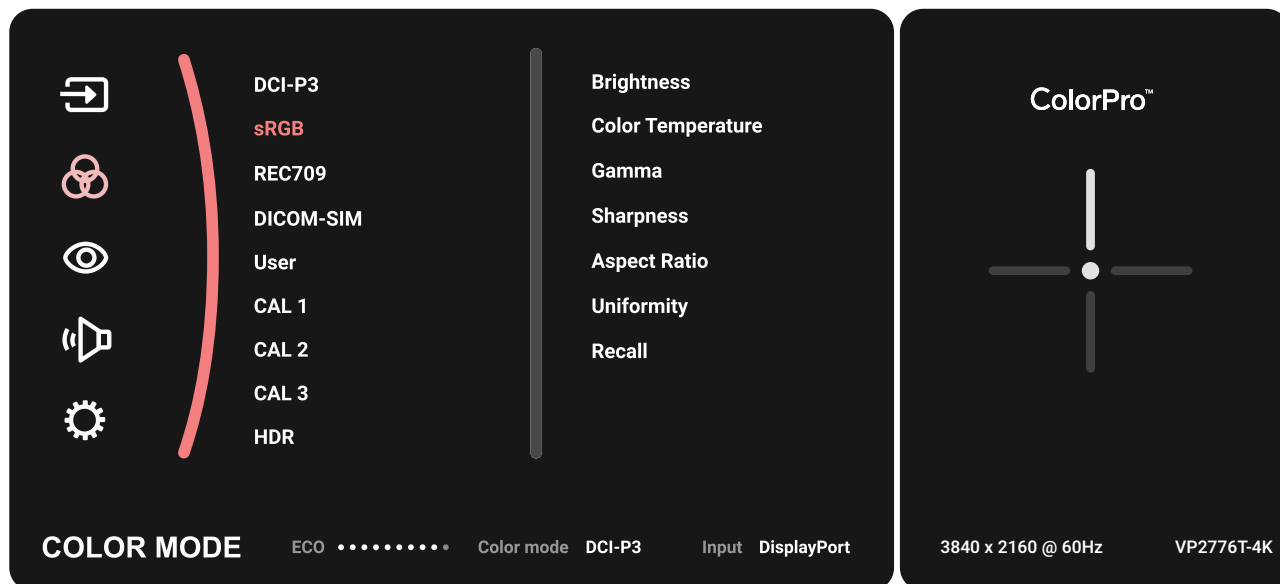 DCI-P3
sRGB
REC709
DICOM-SIM
User
CAL 1
CAL 2
CAL 3
HDR
Brightness
Color Temperature
Gamma
Sharpness
Aspect Ratio
Uniformity
Recall
COLOR MODE
ECO
Color mode DCI-P3
Input DisplayPort
ColorPro™
3840 x 2160 @ 60Hz
VP2776T-4K